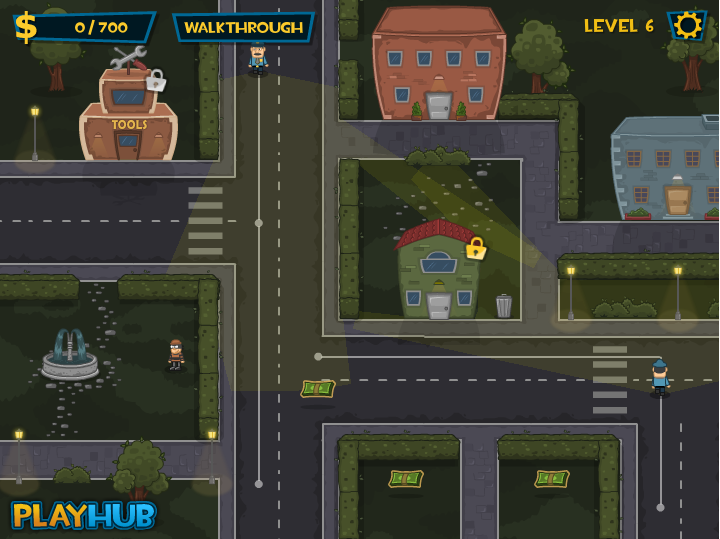 $ 0/700
WALKTHROUGH
LEVEL 6
TOOLS
PLAYHUB